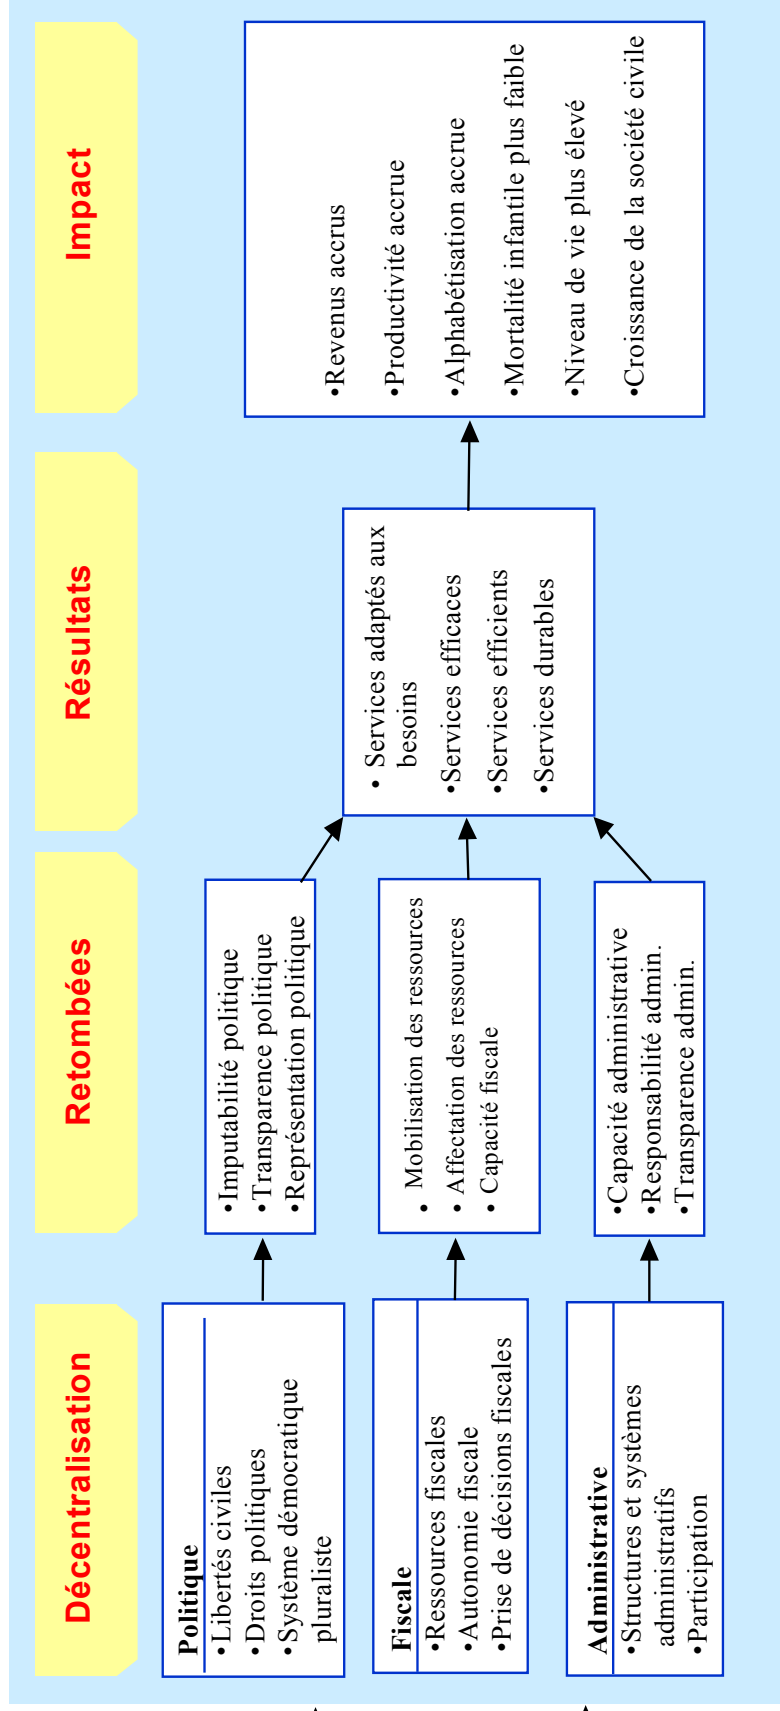 Décentralisation
Retombées
Résultats
Impact
Politique
•Libertés civiles
•Droits politiques
•Système démocratique
pluraliste
Fiscale
•Ressources fiscales
•Autonomie fiscale
•Prise de décisions fiscales
Administrative
•Structures et systèmes
administratifs
•Participation
•Imputabilité politique
•Transparence politique
•Représentation politique
• Mobilisation des ressources
• Affectation des ressources
• Capacité fiscale
•Capacité administrative
•Responsabilité admin.
•Transparence admin.
• Services adaptés aux
besoins
•Services efficaces
•Services efficients
•Services durables
•Revenus accrus
•Productivité accrue
•Alphabétisation accrue
•Mortalité infantile plus faible
•Niveau de vie plus élevé
•Croissance de la société civile